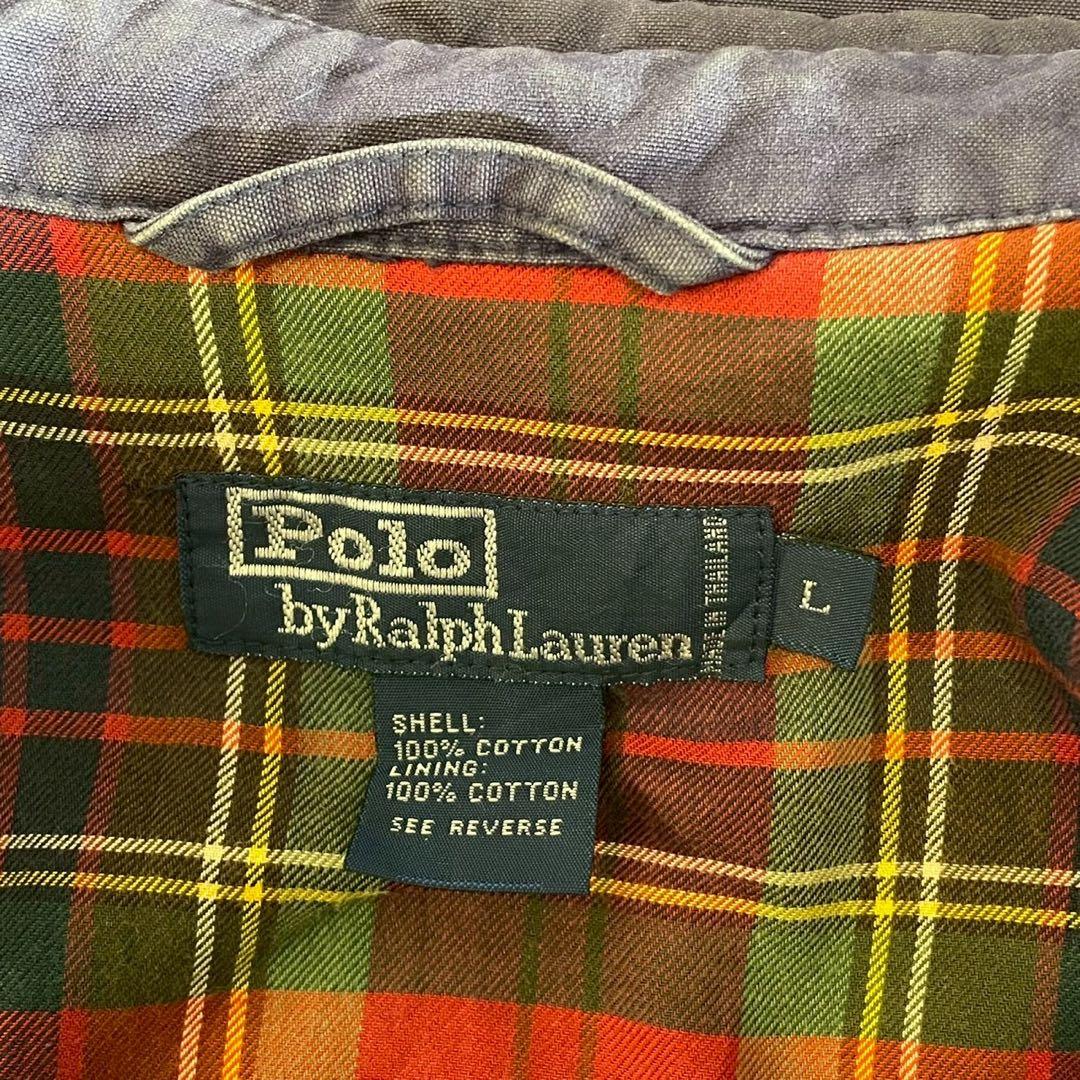 Polo
by Ralph Lauren
MADE IN THAILAND
L
SHELL:
100% COTTON
LINING:
100% COTTON
SEE REVERSE